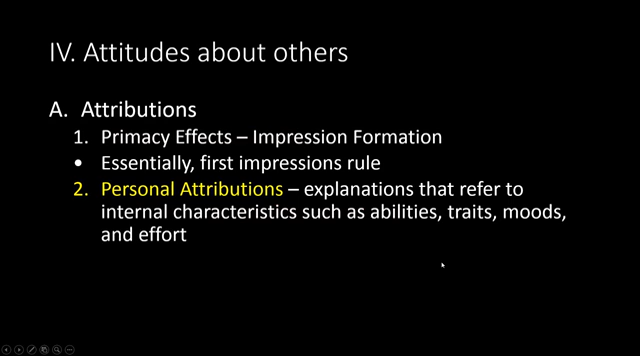 IV. Attitudes about others
A. Attributions
1. Primacy Effects – Impression Formation
• Essentially, first impressions rule
2. Personal Attributions – explanations that refer to
internal characteristics such as abilities, traits, moods,
and effort